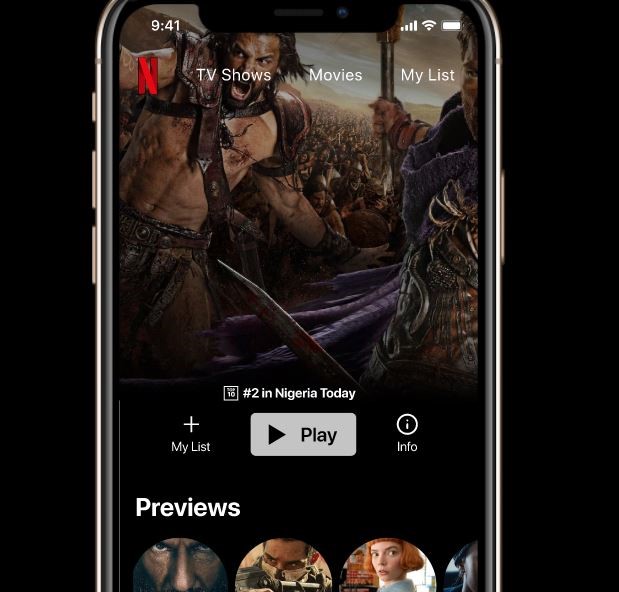 9:41
N
TV Shows Movies My List
TOP 10 #2 in Nigeria Today
My List Play Info
Previews